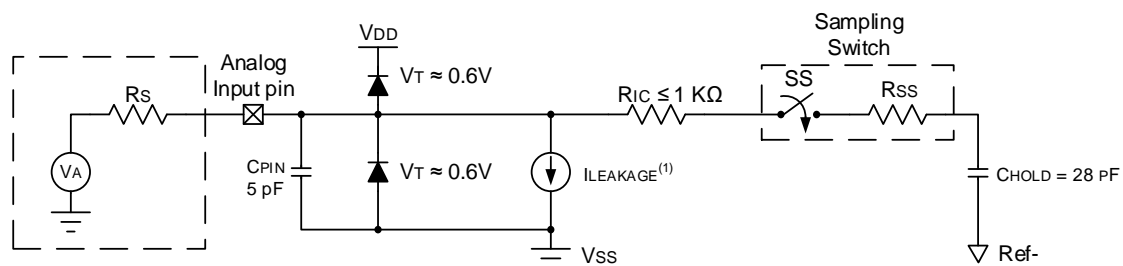 Sampling
Switch
VDD
Analog
Input pin
VT ≈ 0.6V
SS
RSS
RS
RIC ≤ 1 KΩ
VA
CPIN
5 pF
VT ≈ 0.6V
ILEAKAGE(1)
CHOLD = 28 PF
VSS
Ref-